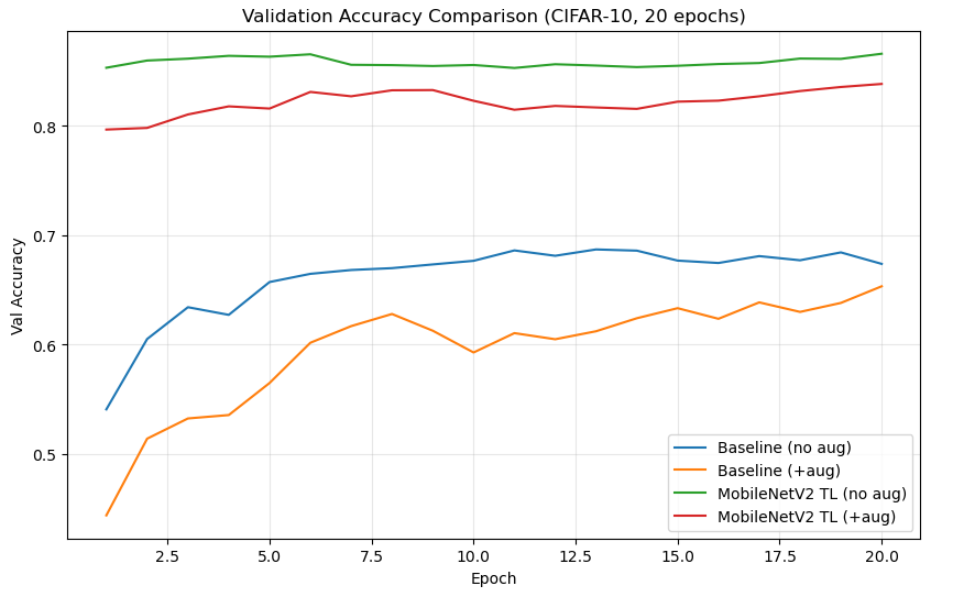 Validation Accuracy Comparison (CIFAR-10, 20 epochs)
Val Accuracy
0.8
0.7
0.6
0.5
2.5 5.0 7.5 10.0 12.5 15.0 17.5 20.0
Epoch
Baseline (no aug)
Baseline (+aug)
MobileNetV2 TL (no aug)
MobileNetV2 TL (+aug)